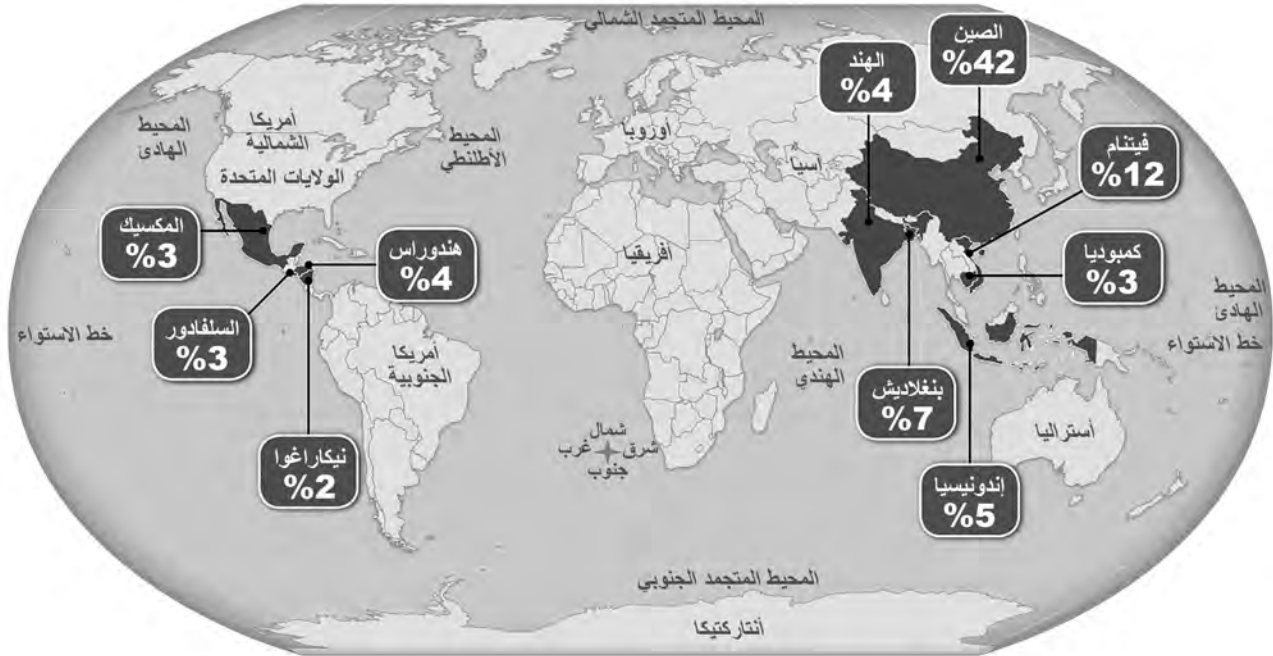 المحيط المتجمد الشمالي
الصين
%42
الهند
%4
فيتنام
%12
كمبوديا
%3
بنغلاديش
%7
إندونيسيا
%5
المكسيك
%3
هندوراس
%4
السلفادور
%3
نيكاراغوا
%2
أمريكا
الشمالية
الولايات المتحدة
المحيط
الهادئ
المحيط
الأطلنطي
أوروبا
آسيا
أفريقيا
أمريكا
الجنوبية
المحيط
الهندي
المحيط
الهادئ
خط الاستواء
خط الاستواء
أستراليا
شمال
غرب
شرق
جنوب
المحيط المتجمد الجنوبي
أنتاركتيكا